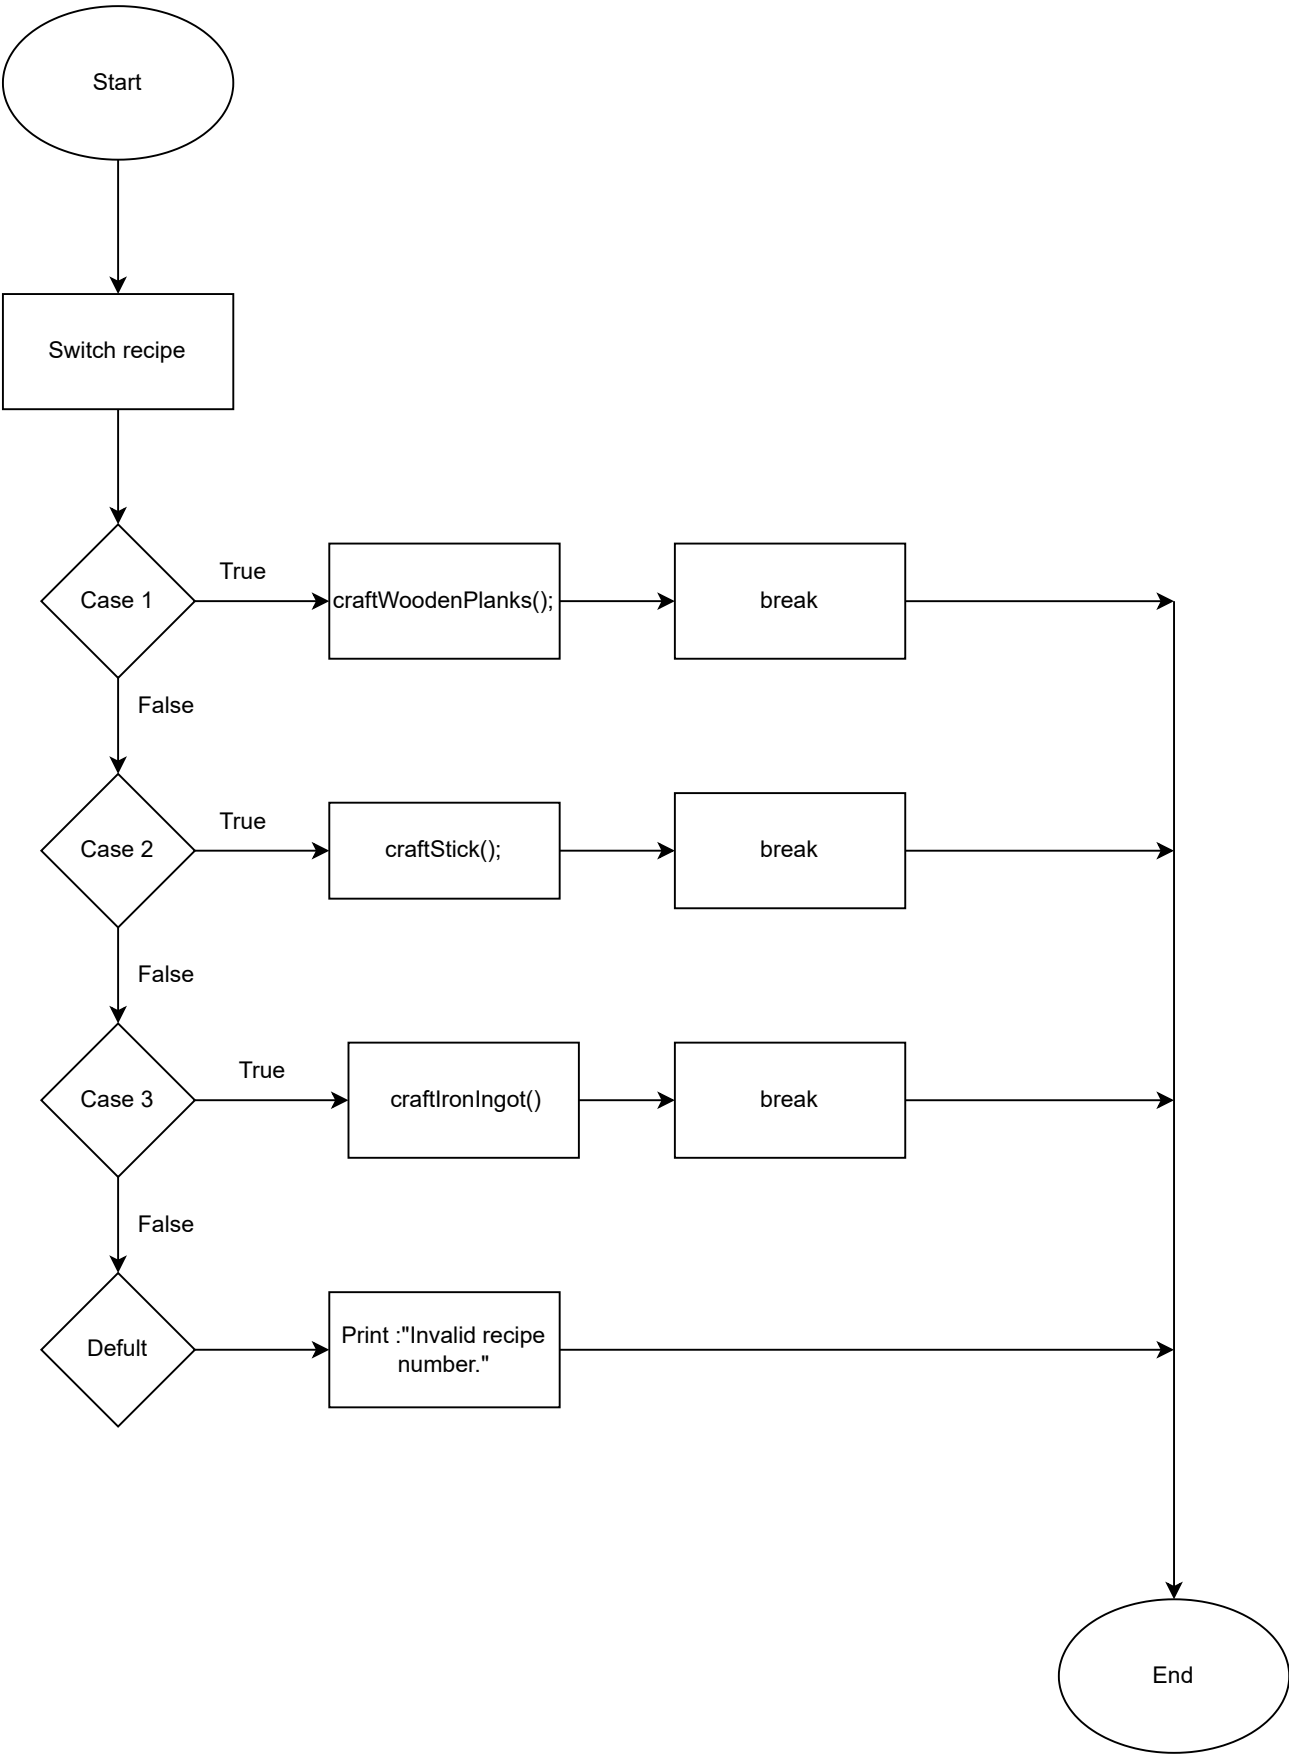 Start
Switch recipe
True
Case 1
craftWoodenPlanks();
break
False
True
Case 2
craftStick();
break
False
True
Case 3
craftIronIngot()
break
False
Defult
Print :"Invalid recipe
number."
End